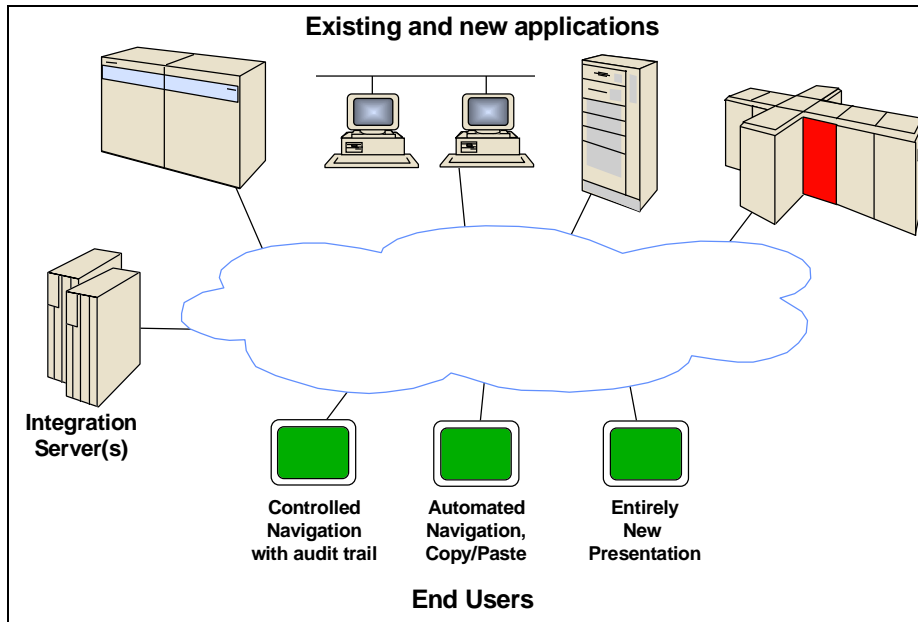 Existing and new applications
Integration
Server(s)
Controlled
Navigation
with audit trail
Automated
Navigation,
Copy/Paste
Entirely
New
Presentation
End Users